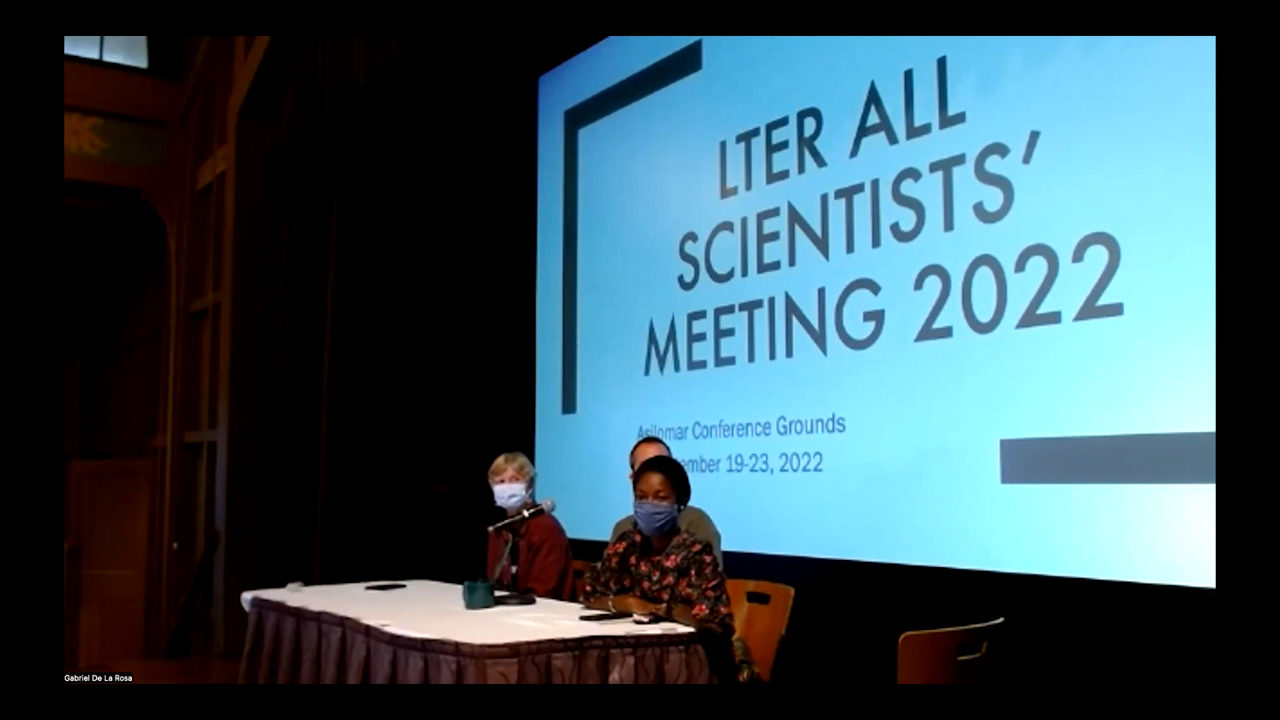 LTER ALL
SCIENTISTS’
MEETING 2022
Asilomar Conference Grounds
19-23, 2022
Gabriel De La Rosa